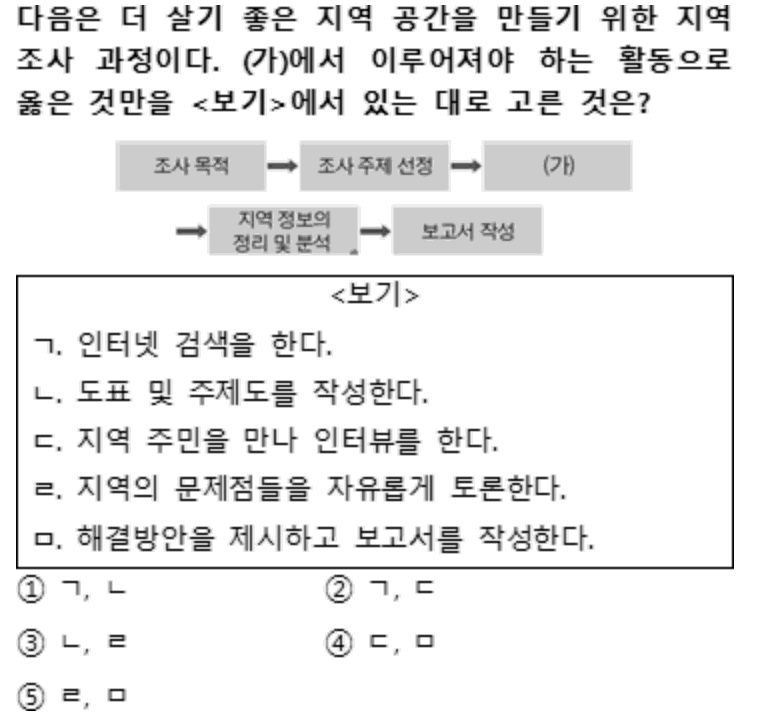 다음은 더 살기 좋은 지역 공간을 만들기 위한 지역
조사 과정이다. (가)에서 이루어져야 하는 활동으로
옳은 것만을 <보기>에서 있는 대로 고른 것은?
조사 목적 → 조사 주제 선정 → (가)
→ 지역 정보의 정리 및 분석 → 보고서 작성
<보기>
ㄱ. 인터넷 검색을 한다.
ㄴ. 도표 및 주제도를 작성한다.
ㄷ. 지역 주민을 만나 인터뷰를 한다.
ㄹ. 지역의 문제점들을 자유롭게 토론한다.
ㅁ. 해결방안을 제시하고 보고서를 작성한다.
① ㄱ, ㄴ ② ㄱ, ㄷ
③ ㄴ, ㄹ ④ ㄷ, ㅁ
⑤ ㄹ, ㅁ